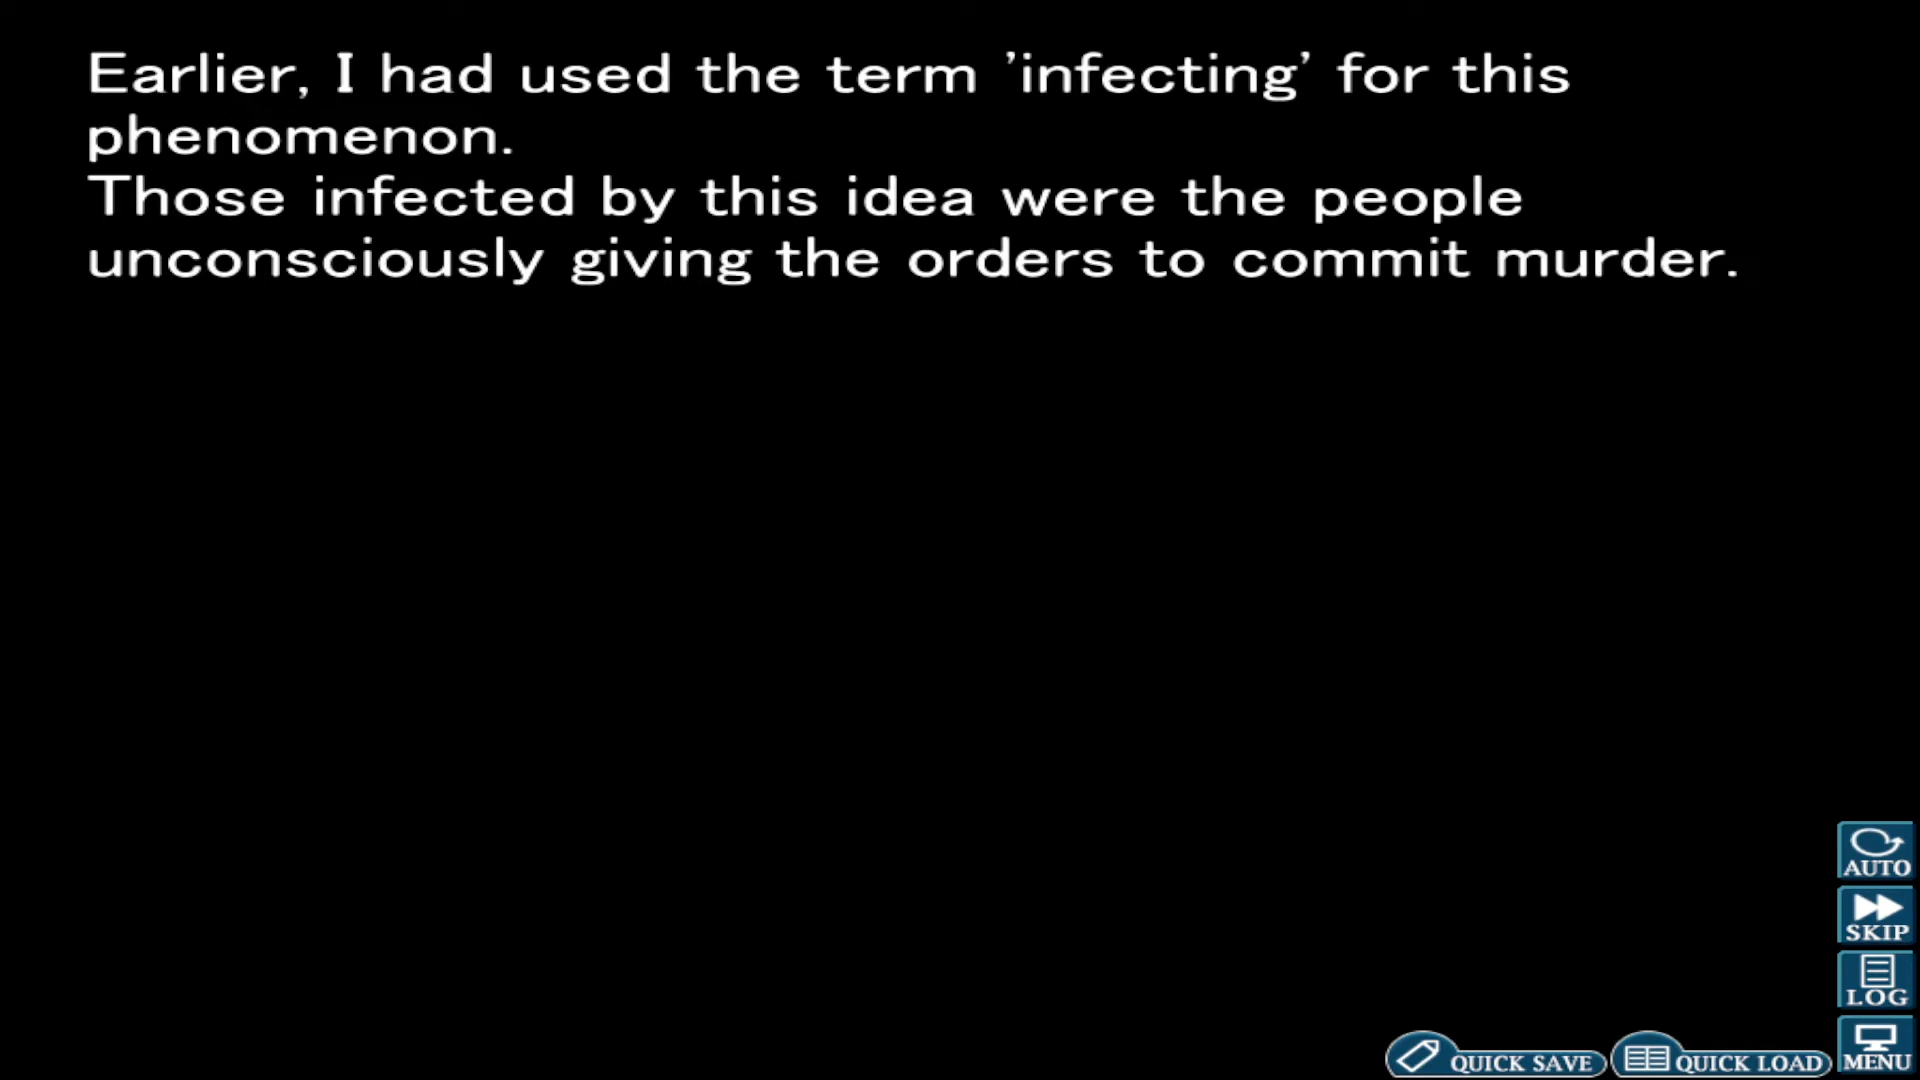 Earlier, I had used the term 'infecting' for this
phenomenon.
Those infected by this idea were the people
unconsciously giving the orders to commit murder.
AUTO
SKIP
LOG
QUICK SAVE
QUICK LOAD
MENU